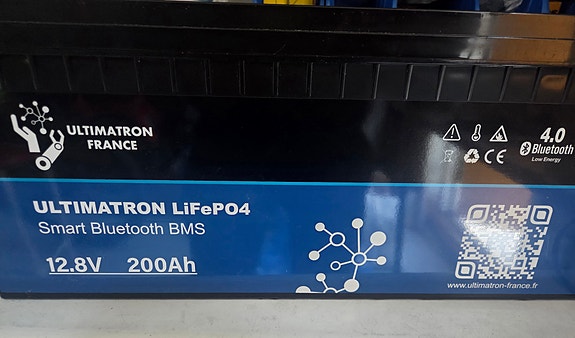 ULTIMATRON
FRANCE
4.0
Bluetooth
Low Energy
CE
ULTIMATRON LiFePO4
Smart Bluetooth BMS
12.8V 200Ah
www.ultimatron-france.fr